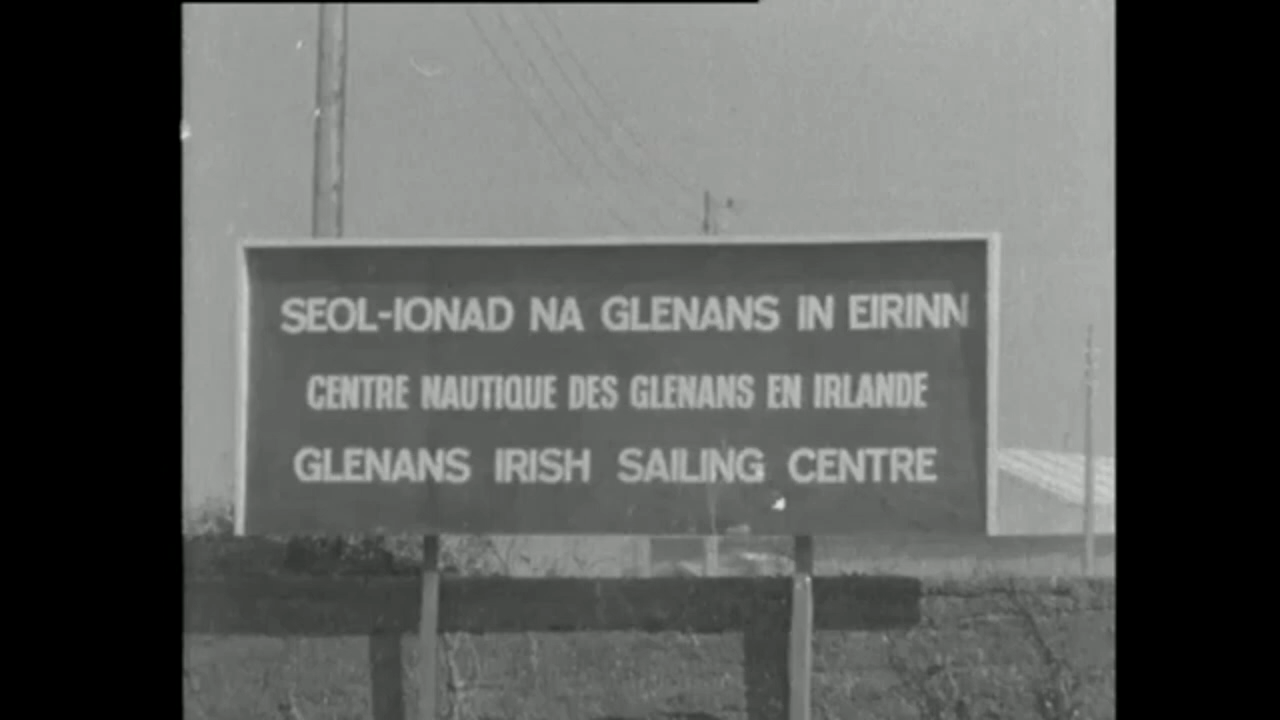 SEOL-IONAD NA GLENANS IN EIRINN
CENTRE NAUTIQUE DES GLENANS EN IRLANDE
GLENANS IRISH SAILING CENTRE